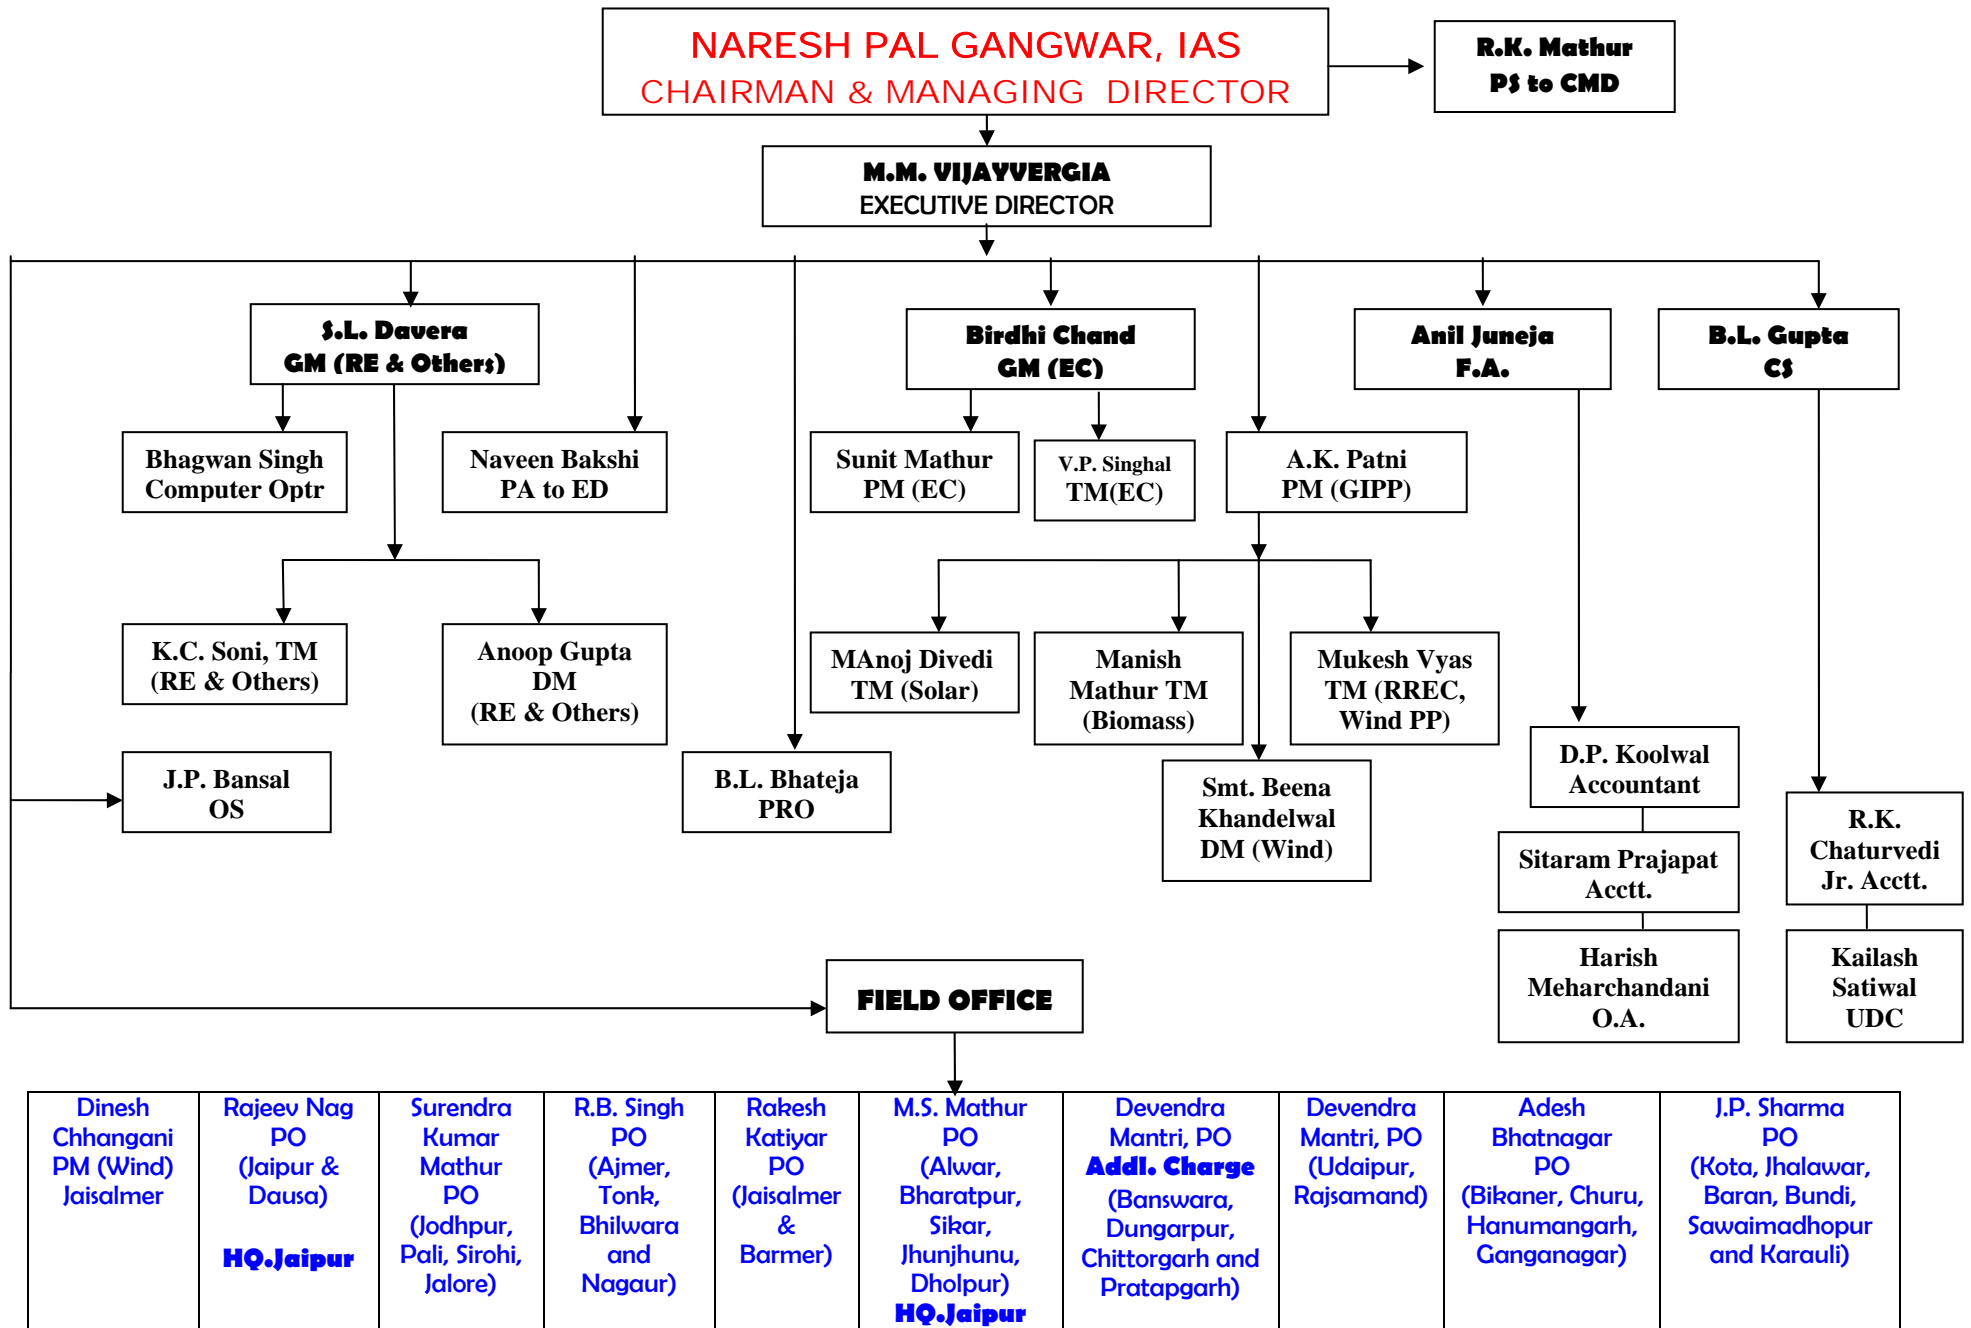 NARESH PAL GANGWAR, IAS
CHAIRMAN & MANAGING DIRECTOR
R.K. Mathur
PS to CMD
M.M. VIJAYVERGIA
EXECUTIVE DIRECTOR
S.L. Davera
GM (RE & Others)
Birdhi Chand
GM (EC)
Anil Juneja
F.A.
B.L. Gupta
CS
Bhagwan Singh
Computer Optr
Naveen Bakshi
PA to ED
Sunit Mathur
PM (EC)
V.P. Singhal
TM(EC)
A.K. Patni
PM (GIPP)
K.C. Soni, TM
(RE & Others)
Anoop Gupta
DM
(RE & Others)
MAnoj Divedi
TM (Solar)
Manish
Mathur TM
(Biomass)
Mukesh Vyas
TM (RREC,
Wind PP)
J.P. Bansal
OS
B.L. Bhateja
PRO
Smt. Beena
Khandelwal
DM (Wind)
D.P. Koolwal
Accountant
R.K.
Chaturvedi
Jr. Acctt.
Sitaram Prajapat
Acctt.
Harish
Meharchandani
O.A.
Kailash
Satiwal
UDC
FIELD OFFICE
Dinesh
Chhangani
PM (Wind)
Jaisalmer
Rajeev Nag
PO
(Jaipur &
Dausa)
HQ.Jaipur
Surendra
Kumar
Mathur
PO
(Jodhpur,
Pali, Sirohi,
Jalore)
R.B. Singh
PO
(Ajmer,
Tonk,
Bhilwara
and
Nagaur)
Rakesh
Katiyar
PO
(Jaisalmer
&
Barmer)
M.S. Mathur
PO
(Alwar,
Bharatpur,
Sikar,
Jhunjhunu,
Dholpur)
HQ.Jaipur
Devendra
Mantri, PO
Addl. Charge
(Banswara,
Dungarpur,
Chittorgarh and
Pratapgarh)
Devendra
Mantri, PO
(Udaipur,
Rajsamand)
Adesh
Bhatnagar
PO
(Bikaner, Churu,
Hanumangarh,
Ganganagar)
J.P. Sharma
PO
(Kota, Jhalawar,
Baran, Bundi,
Sawaimadhopur
and Karauli)